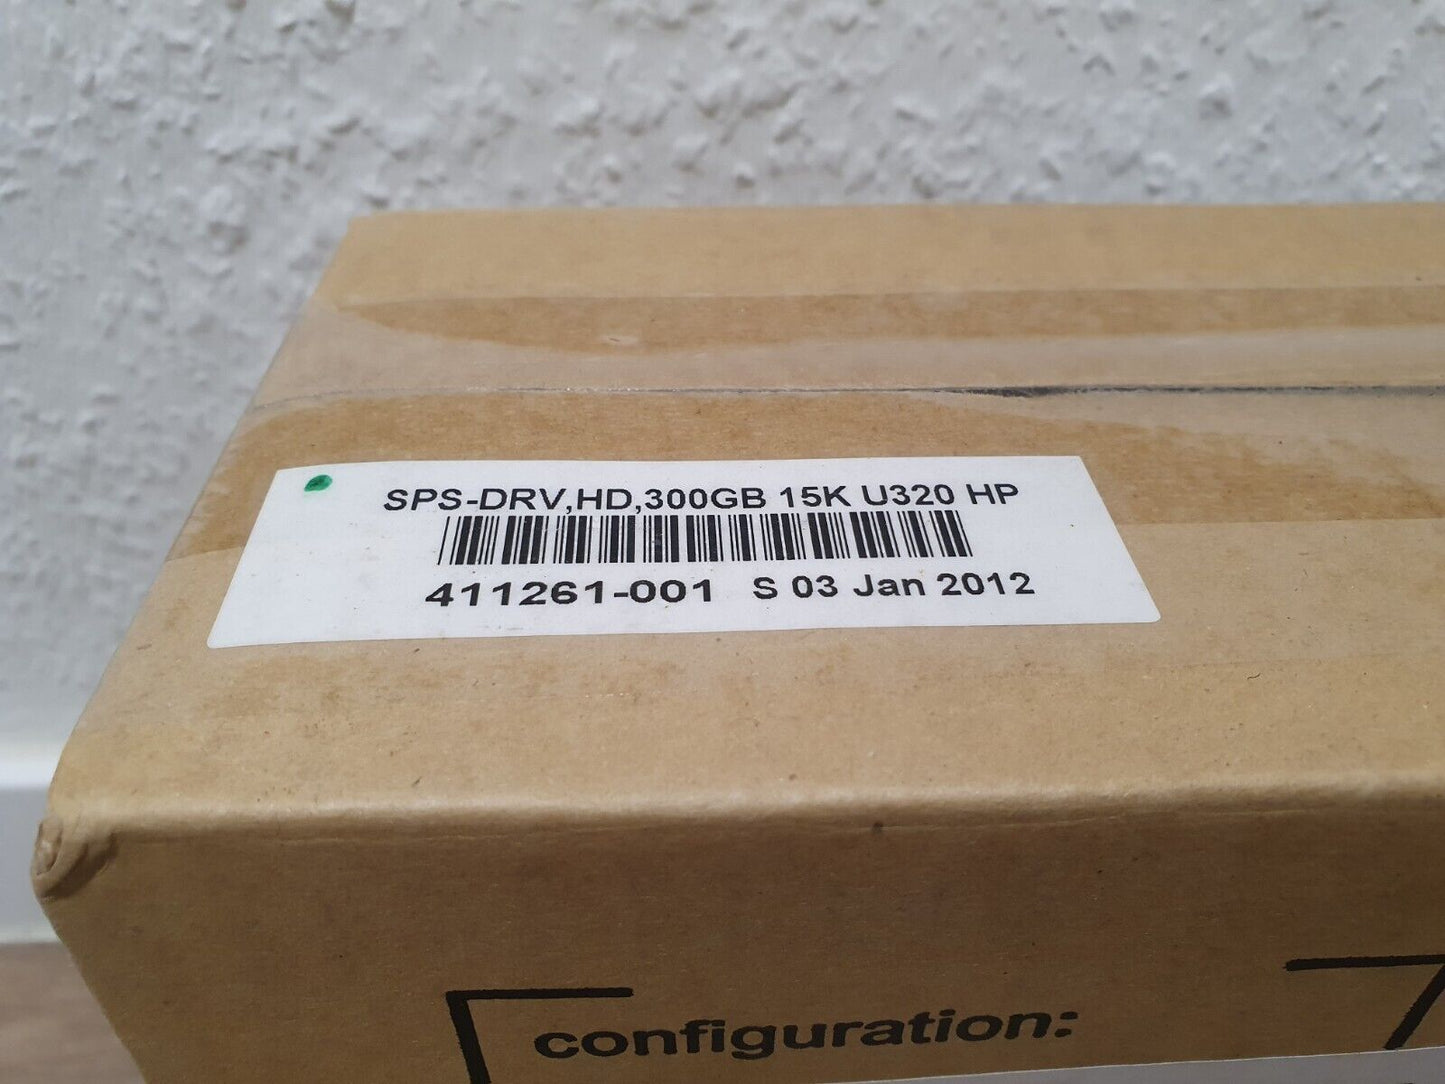 SPS-DRV,HD,300GB 15K U320 HP
411261-001 S 03 Jan 2012
configuration: